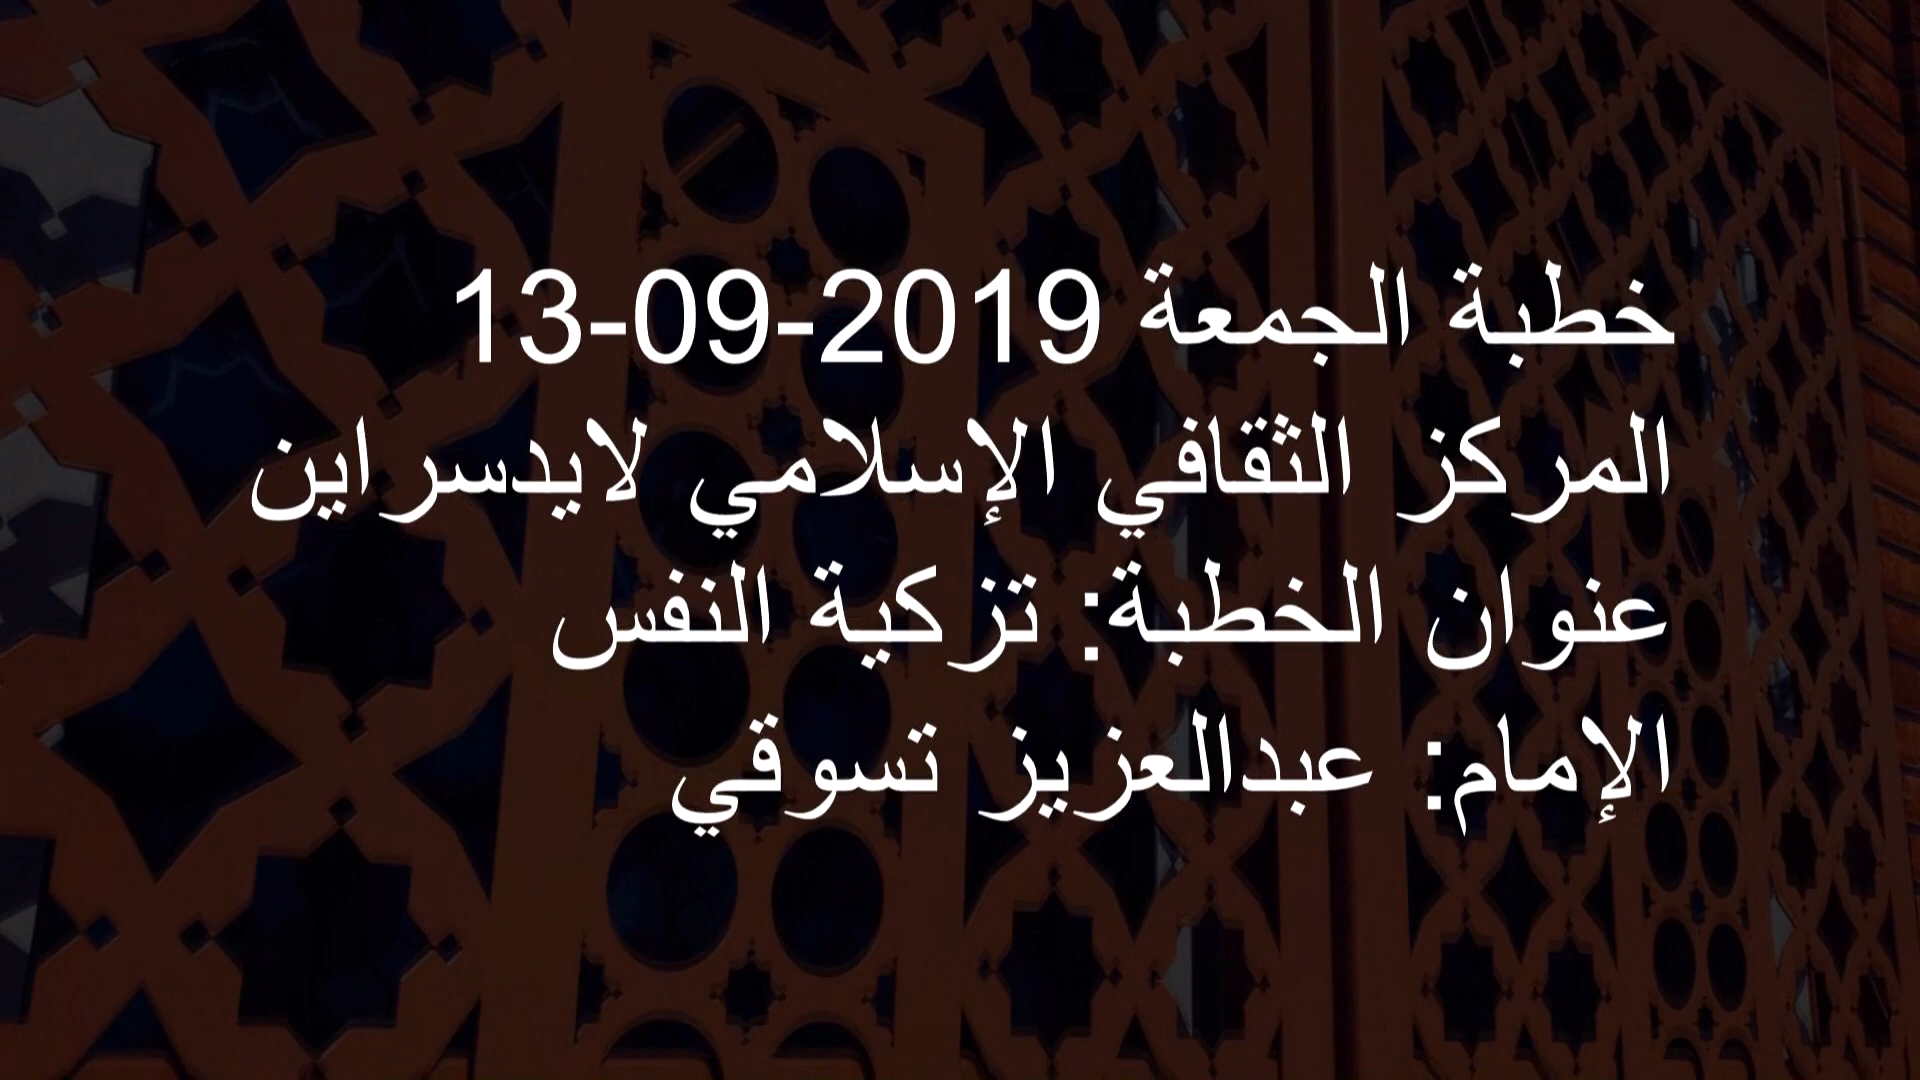 خطبة الجمعة 2019-09-13
المركز الثقافي الإسلامي لايدسراين
عنوان الخطبة: تزكية النفس
الإمام: عبدالعزيز تسوقي